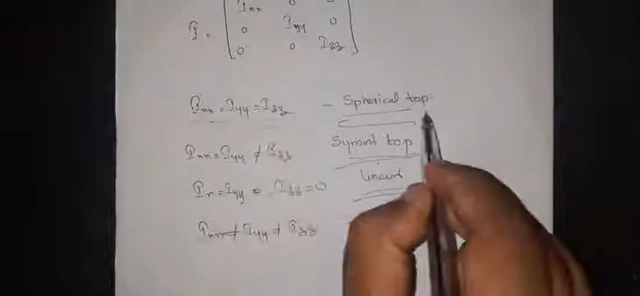 Ixx 0 0
I = 0 Iyy 0
0 0 Izz
Ixx = Iyy = Izz - Spherical top
Ixx = Iyy ≠ Izz Symmt top
Ix = Iyy Izz = 0 Linear
Ixx ≠ Iyy ≠ Izz